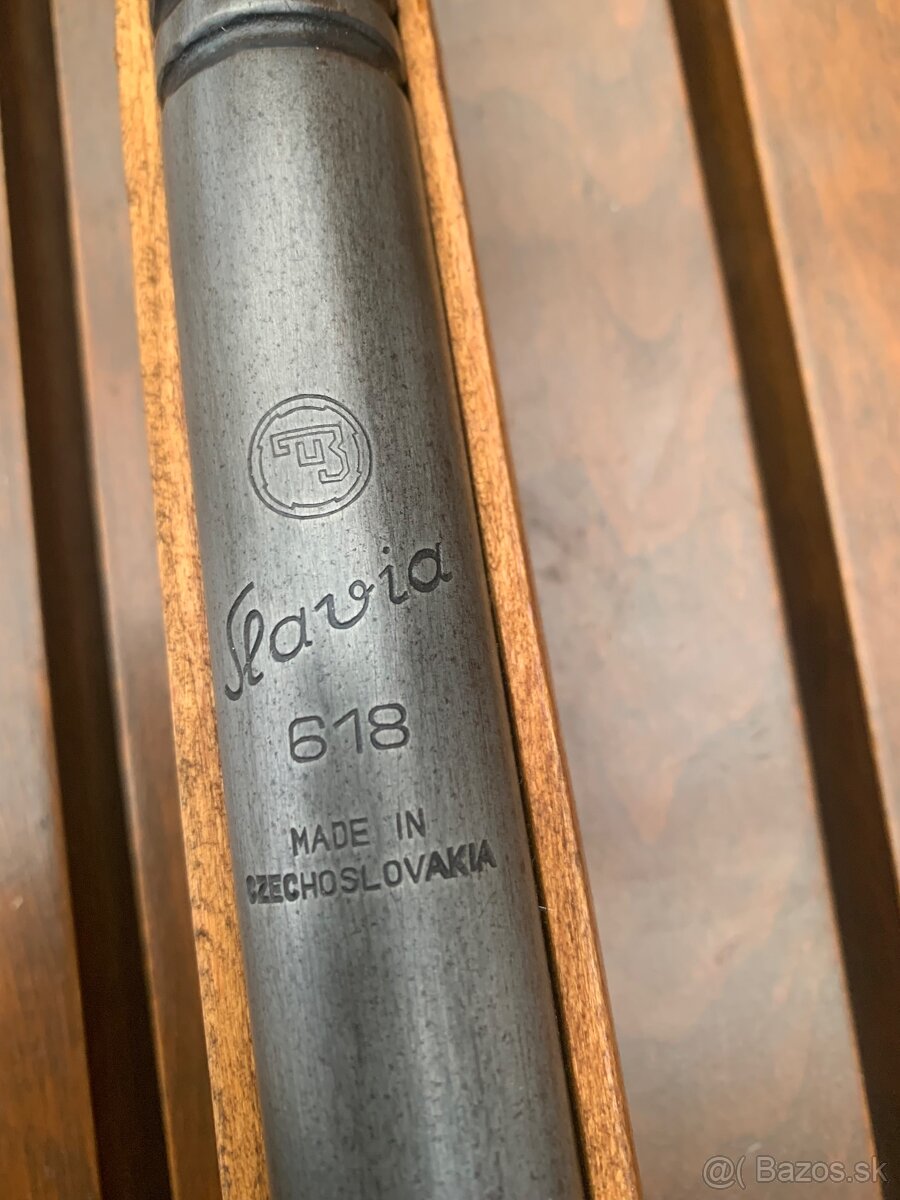 Slavia
618
MADE IN
CZECHOSLOVAKIA
@( Bazos.sk